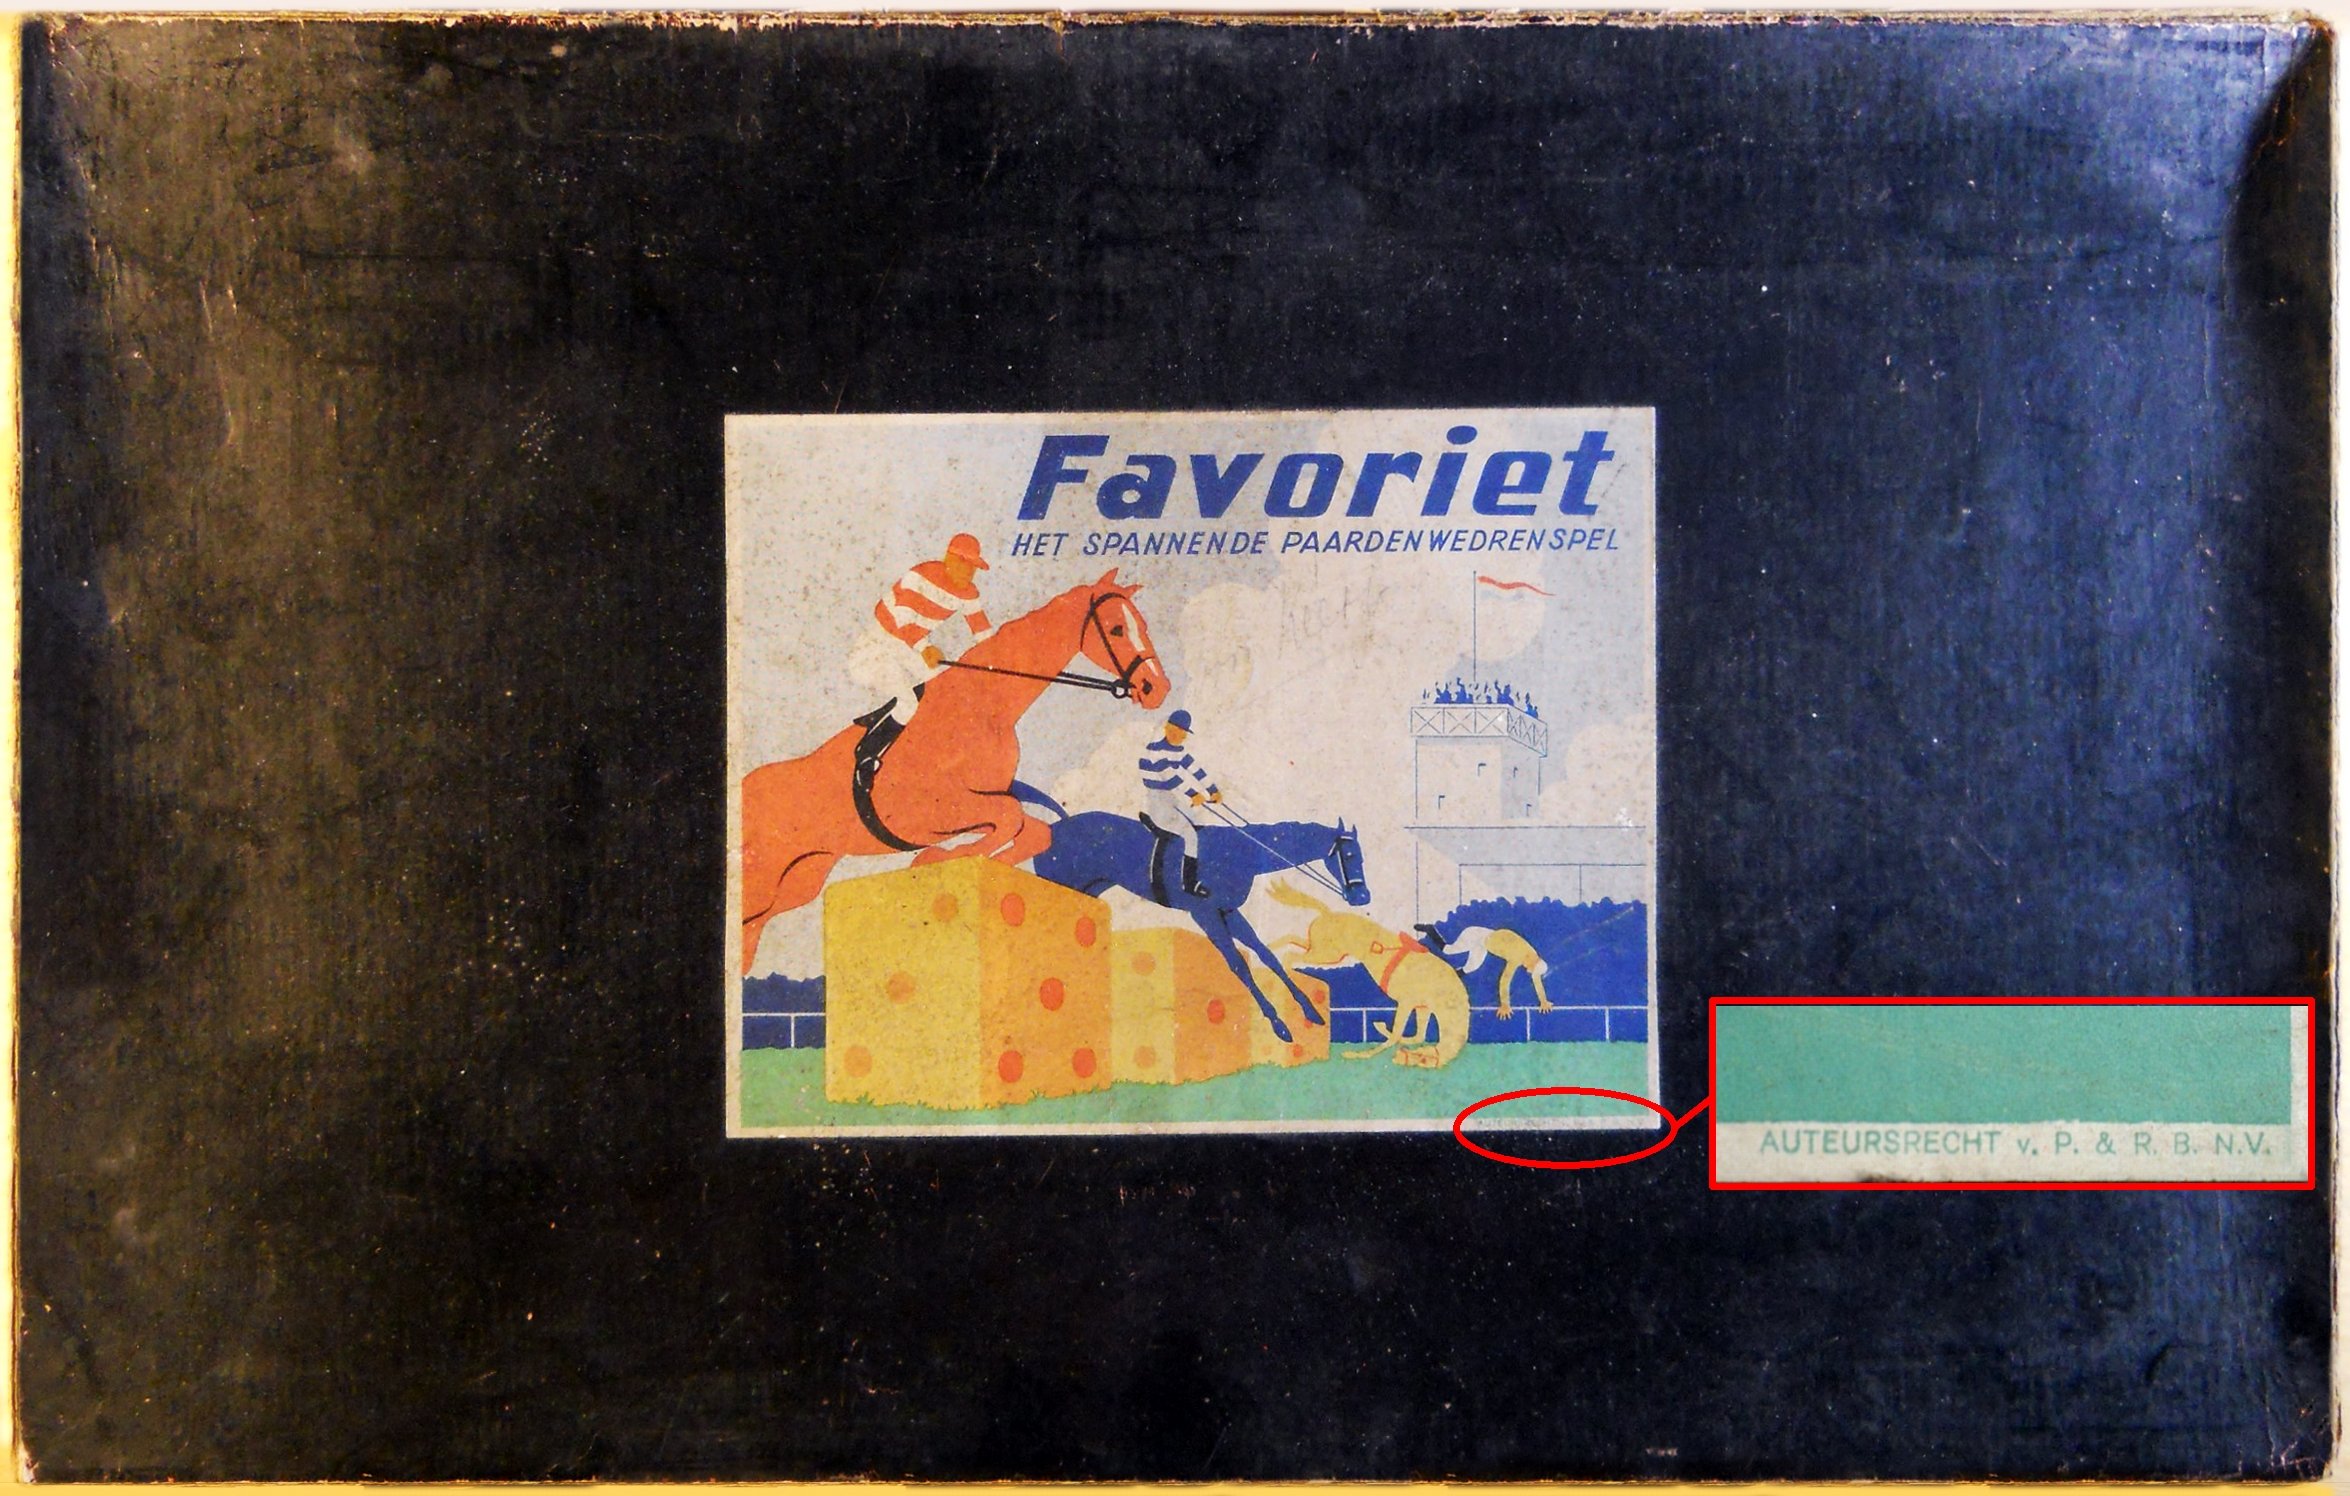 Favoriet
HET SPANNENDE PAARDENWEDRENSPEL
AUTEURSRECHT v. P. & R. B. N.V.